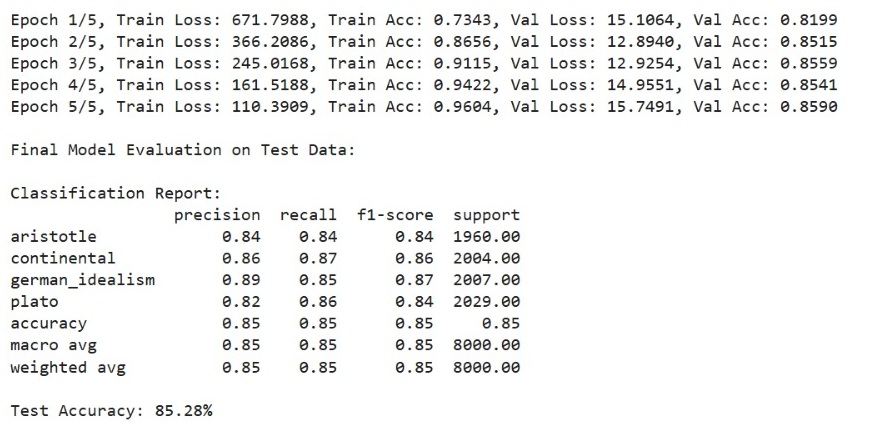 Epoch 1/5, Train Loss: 671.7988, Train Acc: 0.7343, Val Loss: 15.1064, Val Acc: 0.8199
Epoch 2/5, Train Loss: 366.2086, Train Acc: 0.8656, Val Loss: 12.8940, Val Acc: 0.8515
Epoch 3/5, Train Loss: 245.0168, Train Acc: 0.9115, Val Loss: 12.9254, Val Acc: 0.8559
Epoch 4/5, Train Loss: 161.5188, Train Acc: 0.9422, Val Loss: 14.9551, Val Acc: 0.8541
Epoch 5/5, Train Loss: 110.3909, Train Acc: 0.9604, Val Loss: 15.7491, Val Acc: 0.8590
Final Model Evaluation on Test Data:
Classification Report:
precision recall f1-score support
aristotle 0.84 0.84 0.84 1960.00
continental 0.86 0.87 0.86 2004.00
german_idealism 0.89 0.85 0.87 2007.00
plato 0.82 0.86 0.84 2029.00
accuracy 0.85 0.85 0.85 0.85
macro avg 0.85 0.85 0.85 8000.00
weighted avg 0.85 0.85 0.85 8000.00
Test Accuracy: 85.28%